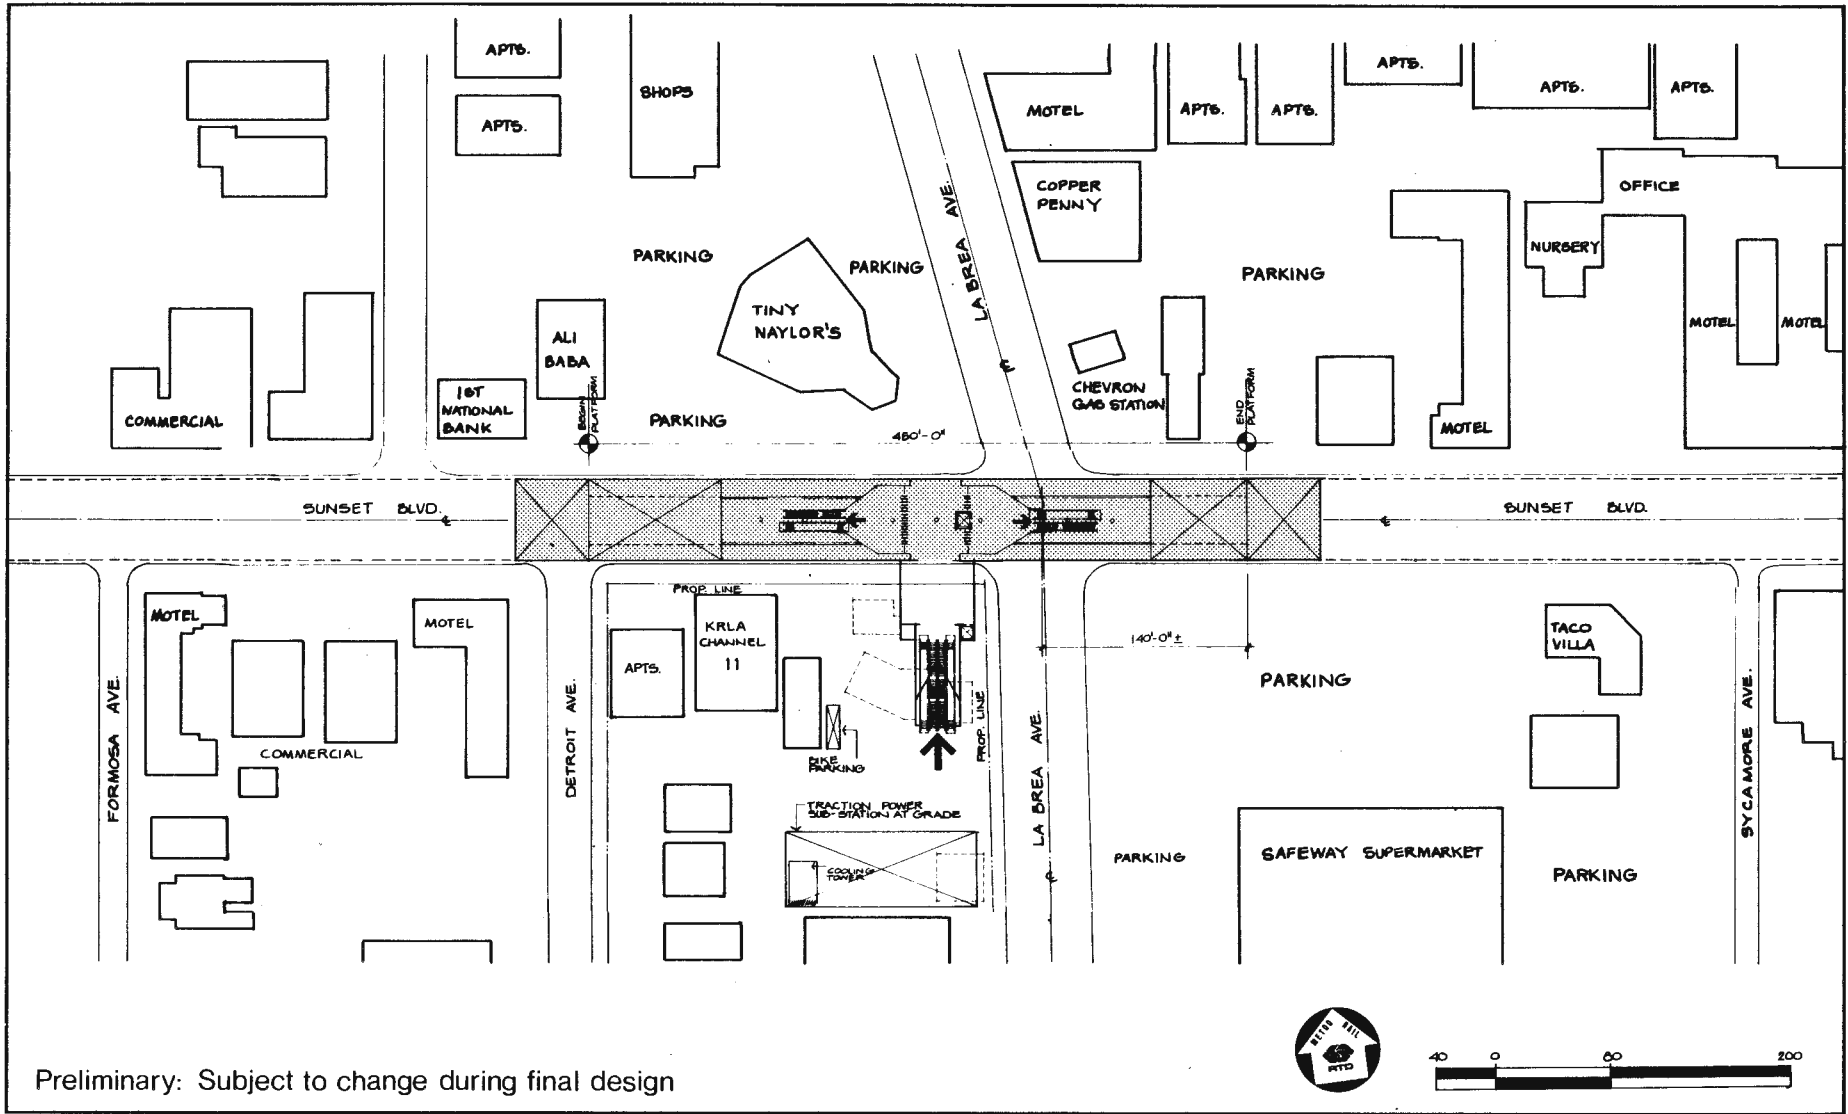 APTS.
APTS.
SHOPS
MOTEL
APTS.
APTS.
APTS.
APTS.
APTS.
COPPER
PENNY
LA BREA AVE.
OFFICE
NURSERY
PARKING
PARKING
PARKING
TINY
NAYLOR'S
ALI
BABA
MOTEL
MOTEL
CHEVRON
GAS STATION
COMMERCIAL
1ST
NATIONAL
BANK
BEGIN
PLATFORM
PARKING
END
PLATFORM
MOTEL
450'-0"
SUNSET BLVD.
SUNSET BLVD.
PROP. LINE
MOTEL
MOTEL
KRLA
CHANNEL
11
APTS.
140'-0"±
TACO
VILLA
PARKING
FORMOSA AVE.
COMMERCIAL
DETROIT AVE.
BIKE
PARKING
PROP. LINE
LA BREA AVE.
SYCAMORE AVE.
TRACTION POWER
SUB-STATION AT GRADE
COOLING
TOWER
PARKING
SAFEWAY SUPERMARKET
PARKING
METRO RAIL
RTD
40 0 80 200
Preliminary: Subject to change during final design